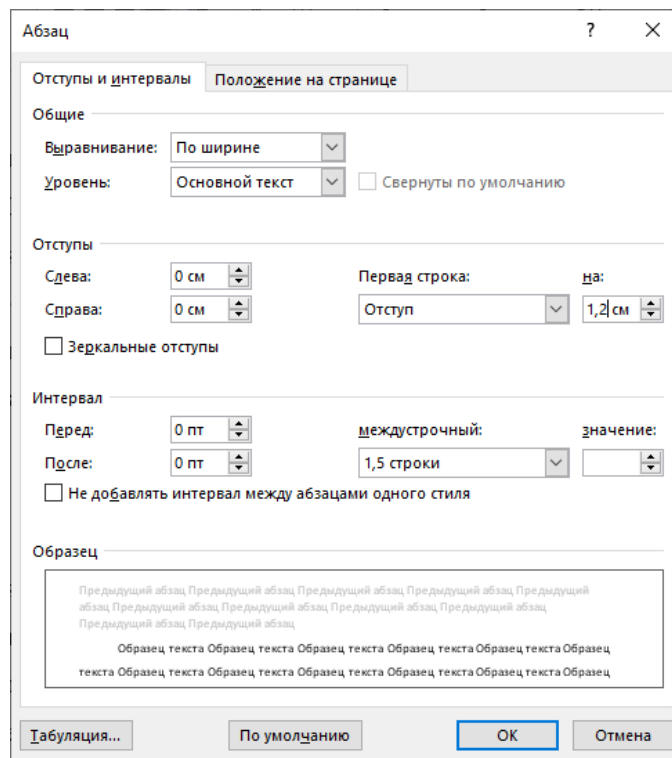 Абзац ? ×
Отступы и интервалы Положение на странице
Общие
Выравнивание: По ширине
Уровень: Основной текст Свернуты по умолчанию
Отступы
Слева: 0 см Первая строка: на:
Справа: 0 см Отступ 1,2 см
Зеркальные отступы
Интервал
Перед: 0 пт междустрочный: значение:
После: 0 пт 1,5 строки
Не добавлять интервал между абзацами одного стиля
Образец
Предыдущий абзац Предыдущий абзац Предыдущий абзац Предыдущий абзац Предыдущий
абзац Предыдущий абзац Предыдущий абзац Предыдущий абзац Предыдущий абзац
Предыдущий абзац Предыдущий абзац
Образец текста Образец текста Образец текста Образец текста Образец текста Образец
текста Образец текста Образец текста Образец текста Образец текста Образец текста Образец
Табуляция... По умолчанию ОК Отмена